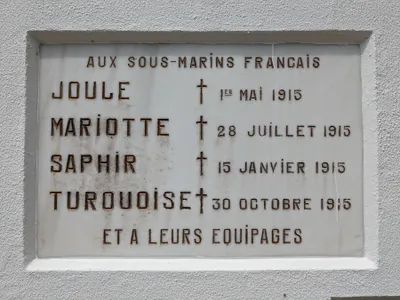 AUX SOUS-MARINS FRANCAIS
JOULE † 1ER MAI 1915
MARIOTTE † 28 JUILLET 1915
SAPHIR † 15 JANVIER 1915
TURQUOISE † 30 OCTOBRE 1915
ET A LEURS EQUIPAGES